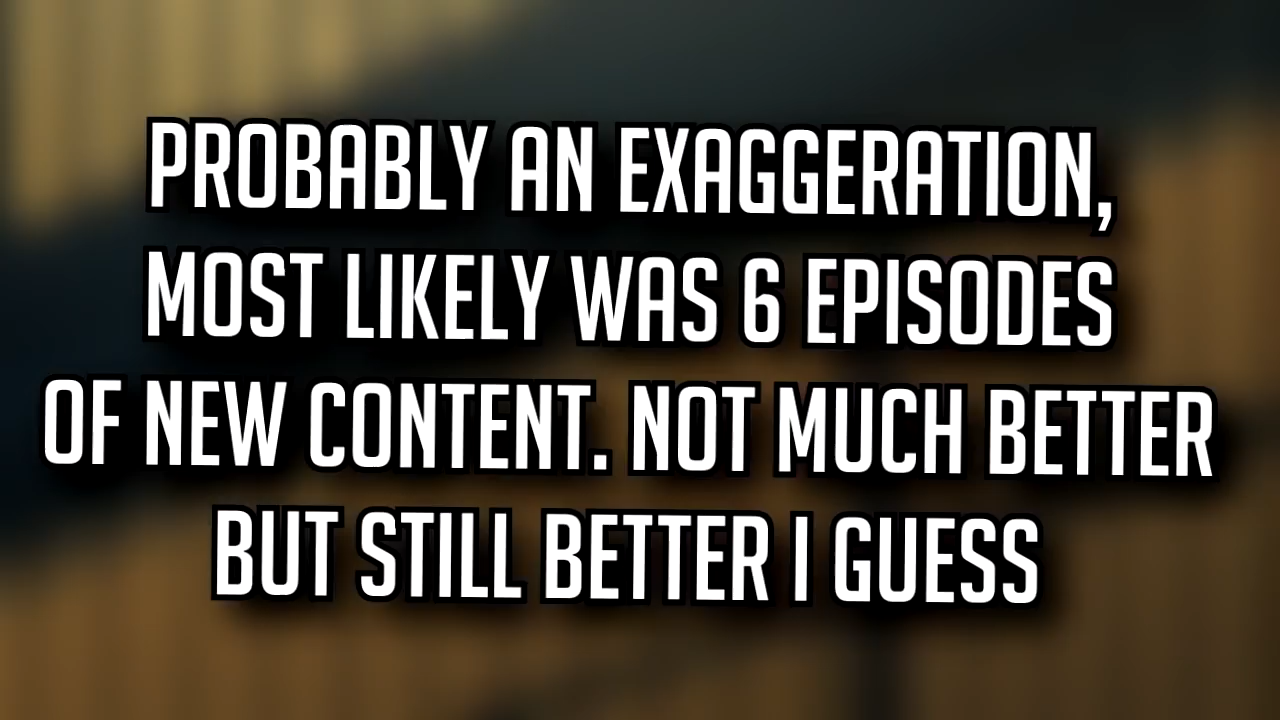 PROBABLY AN EXAGGERATION,
MOST LIKELY WAS 6 EPISODES
OF NEW CONTENT. NOT MUCH BETTER
BUT STILL BETTER I GUESS